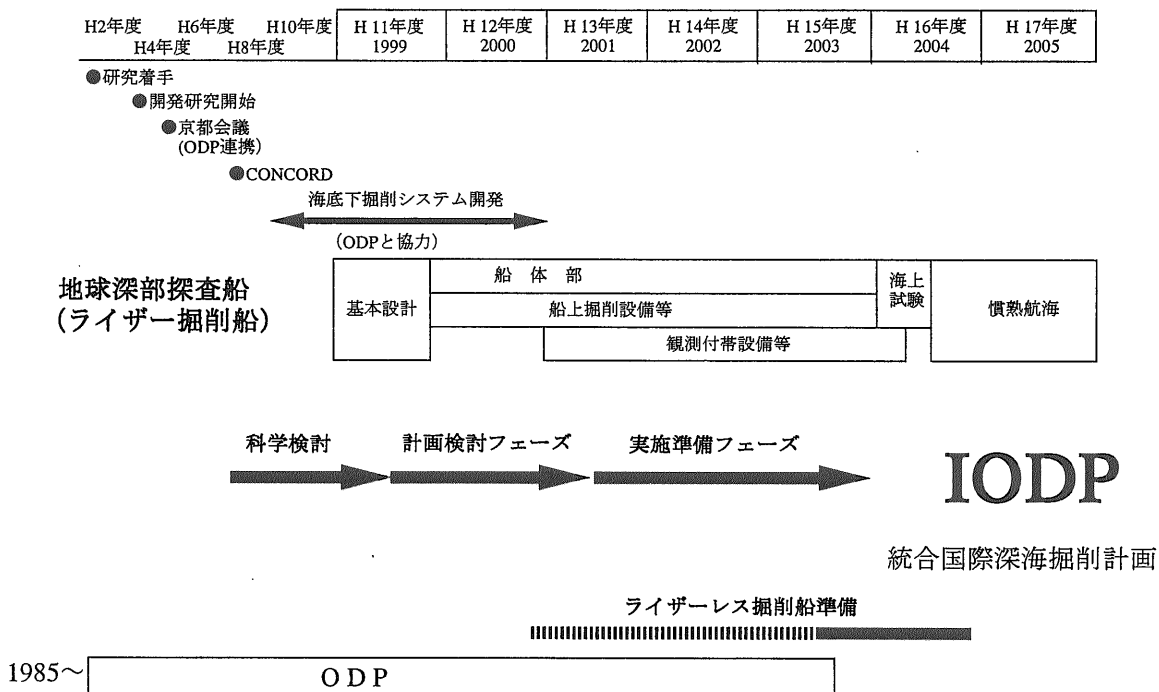 H2年度 H6年度 H10年度
H4年度 H8年度
H 11年度 H 12年度 H 13年度 H 14年度 H 15年度 H 16年度 H 17年度
1999 2000 2001 2002 2003 2004 2005
●研究着手
●開発研究開始
●京都会議
(ODP連携)
●CONCORD
海底下掘削システム開発
(ODPと協力)
地球深部探査船
(ライザー掘削船)
基本設計
船 体 部
船上掘削設備等
観測付帯設備等
海上
試験
慣熟航海
科学検討 計画検討フェーズ 実施準備フェーズ
IODP
統合国際深海掘削計画
ライザーレス掘削船準備
1985～ O D P